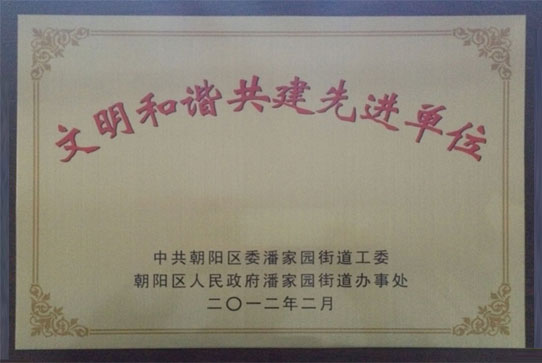 文明和谐共建先进单位
中共朝阳区委潘家园街道工委
朝阳区人民政府潘家园街道办事处
二〇一二年二月